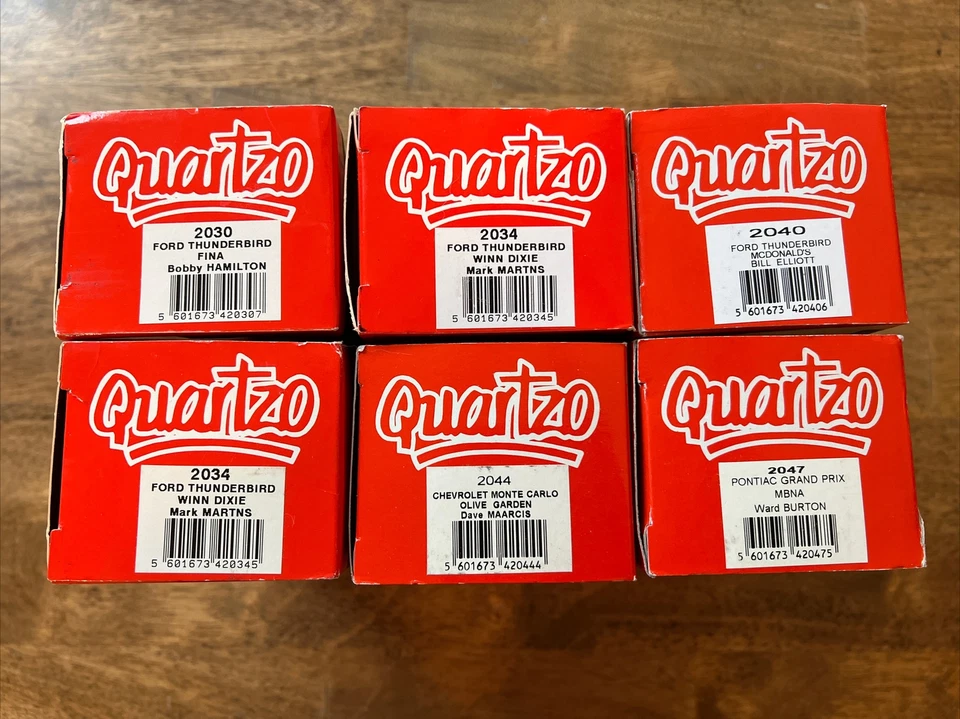 Quartzo
2030
FORD THUNDERBIRD
FINA
Bobby HAMILTON
5 601673 420307
Quartzo
2034
FORD THUNDERBIRD
WINN DIXIE
Mark MARTNS
5 601673 420345
Quartzo
2040
FORD THUNDERBIRD
MCDONALD'S
BILL ELLIOTT
5 601673 420406
Quartzo
2034
FORD THUNDERBIRD
WINN DIXIE
Mark MARTNS
5 601673 420345
Quartzo
2044
CHEVROLET MONTE CARLO
OLIVE GARDEN
Dave MAARCIS
5 601673 420444
Quartzo
2047
PONTIAC GRAND PRIX
MBNA
Ward BURTON
5 601673 420475